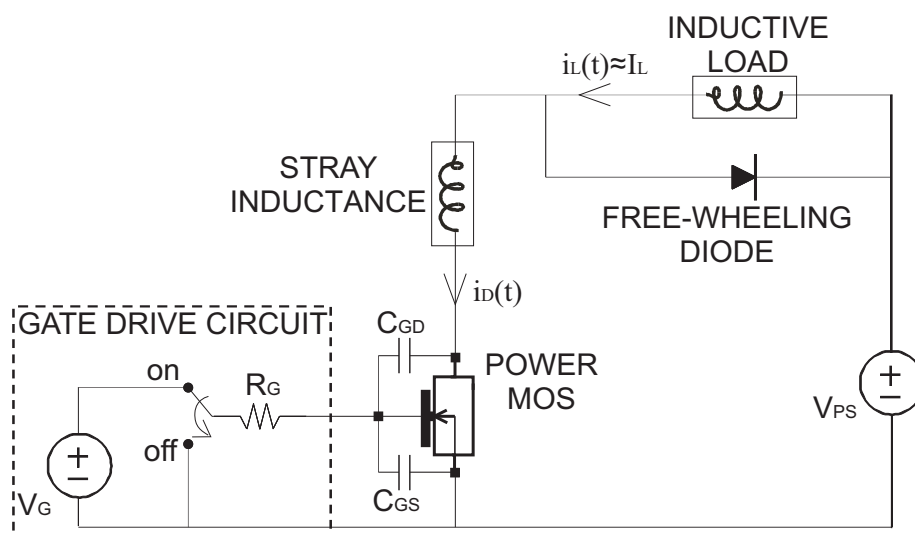 INDUCTIVE
LOAD
iL(t)≈IL
STRAY
INDUCTANCE
FREE-WHEELING
DIODE
iD(t)
GATE DRIVE CIRCUIT
CGD
on
RG
POWER
MOS
VPS
off
VG
CGS